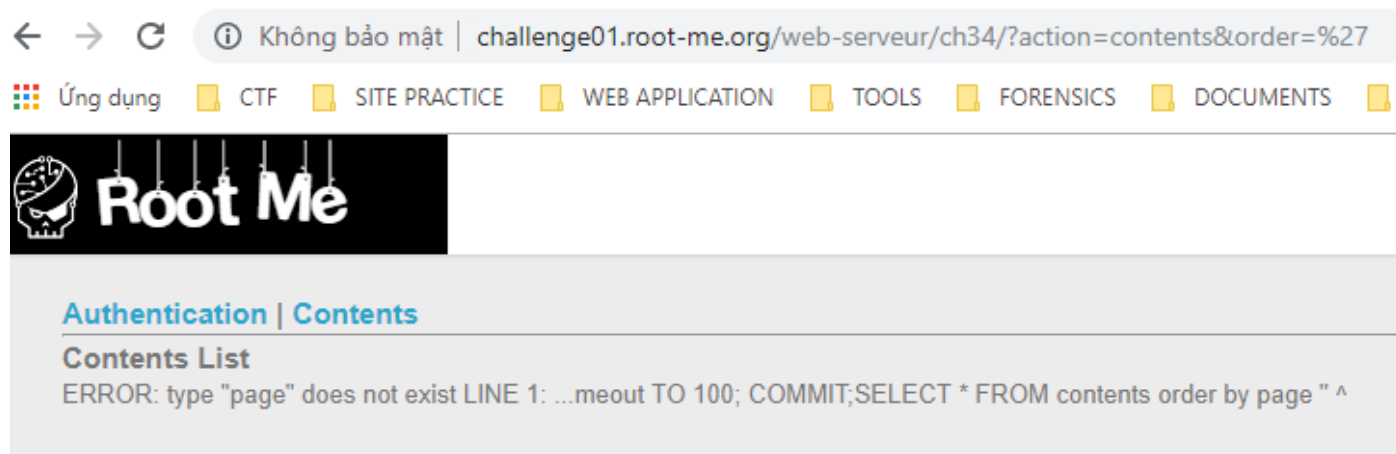 Không bảo mật | challenge01.root-me.org/web-serveur/ch34/?action=contents&order=%27
Ứng dụng CTF SITE PRACTICE WEB APPLICATION TOOLS FORENSICS DOCUMENTS
Root Me
Authentication | Contents
Contents List
ERROR: type "page" does not exist LINE 1: ...meout TO 100; COMMIT;SELECT * FROM contents order by page '' ^